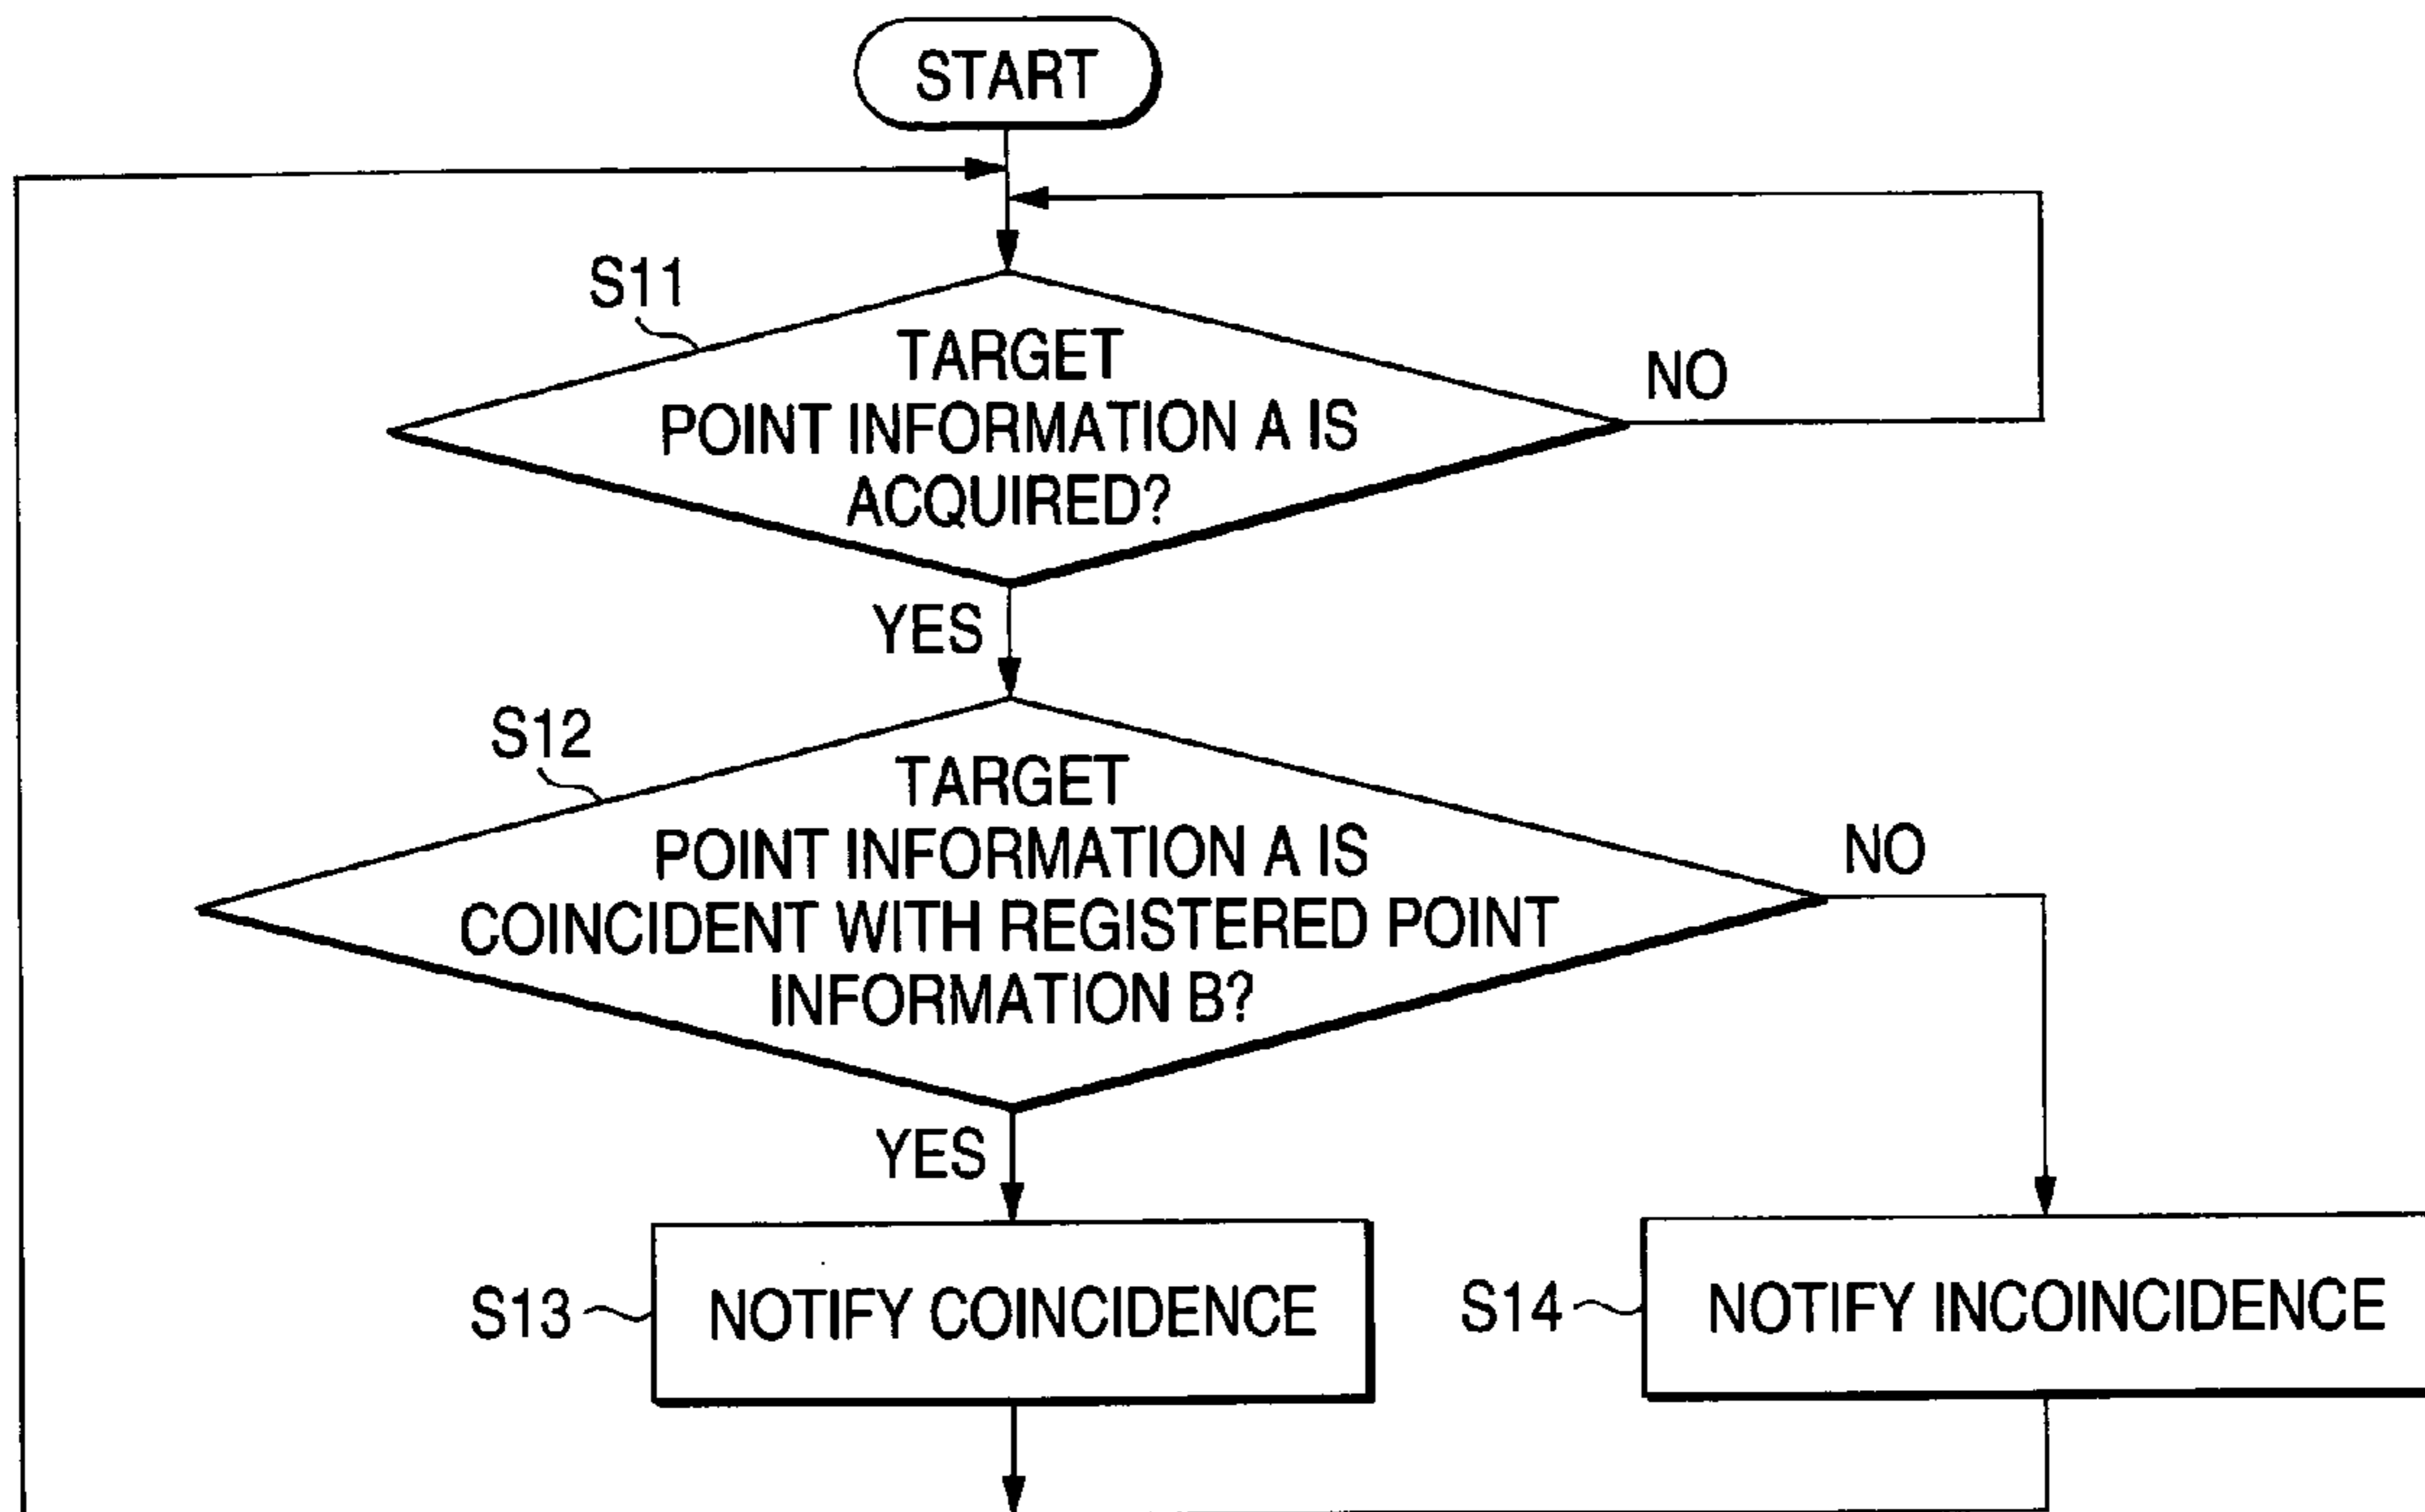 START
S11
TARGET
POINT INFORMATION A IS
ACQUIRED?
NO
YES
S12
TARGET
POINT INFORMATION A IS
COINCIDENT WITH REGISTERED POINT
INFORMATION B?
NO
YES
S13
NOTIFY COINCIDENCE
S14
NOTIFY INCOINCIDENCE